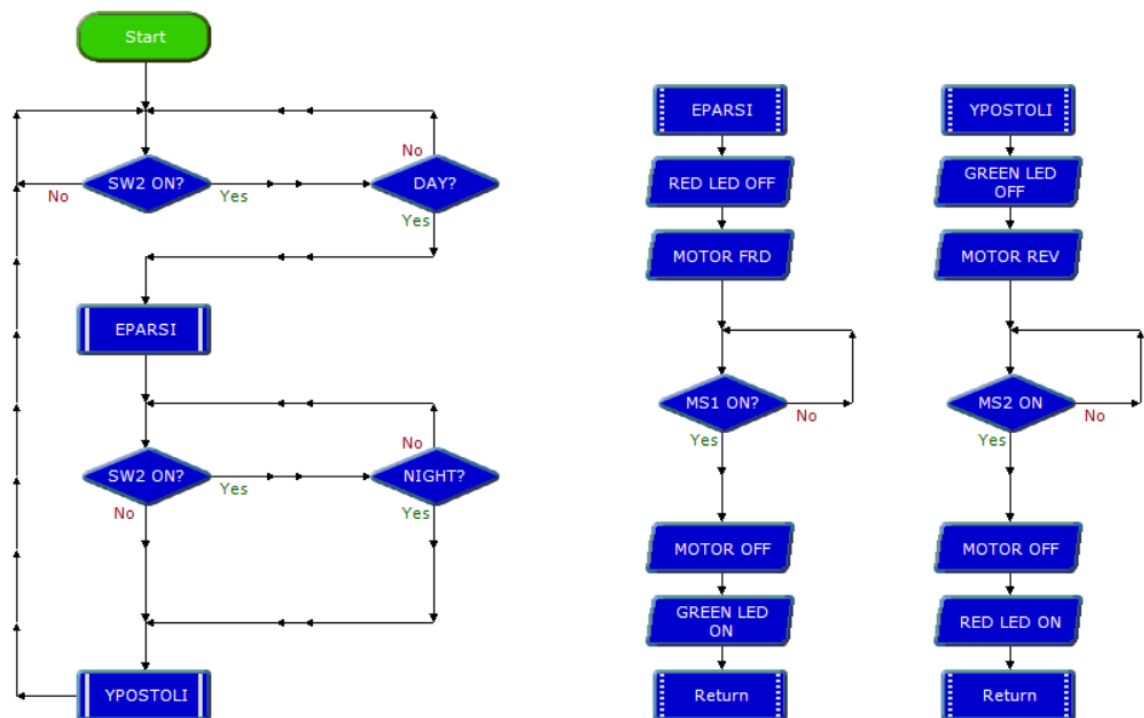 Start
No
SW2 ON?
No
Yes
DAY?
Yes
EPARSI
No
SW2 ON?
Yes
NIGHT?
No
Yes
YPOSTOLI
EPARSI
RED LED OFF
MOTOR FRD
MS1 ON?
No
Yes
MOTOR OFF
GREEN LED
ON
Return
YPOSTOLI
GREEN LED
OFF
MOTOR REV
MS2 ON
No
Yes
MOTOR OFF
RED LED ON
Return